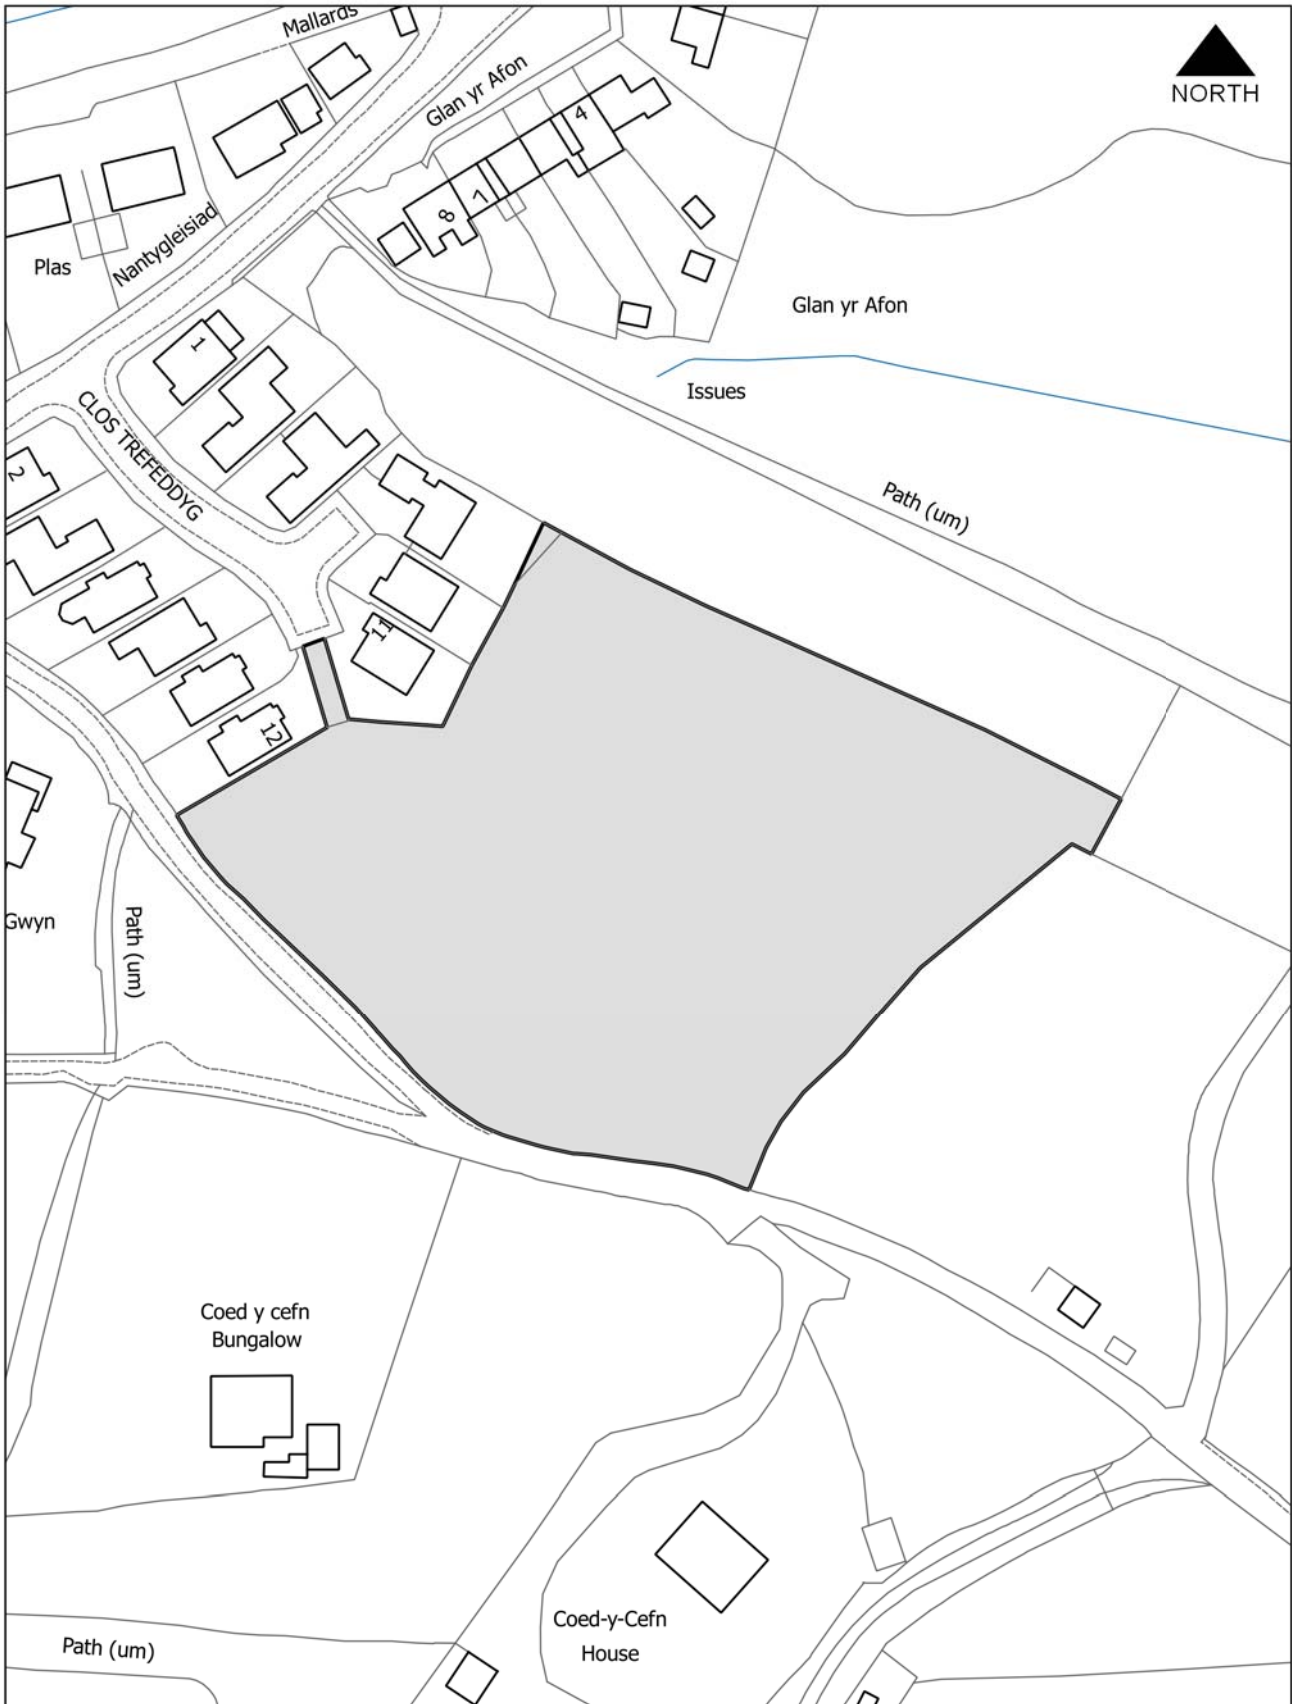 Mallards
NORTH
Glan yr Afon
4
7
8
Nantygleisiad
Plas
Glan yr Afon
1
Issues
CLOS TREFEDDYG
2
Path (um)
11
12
Gwyn
Path (um)
Coed y cefn
Bungalow
Coed-y-Cefn
House
Path (um)